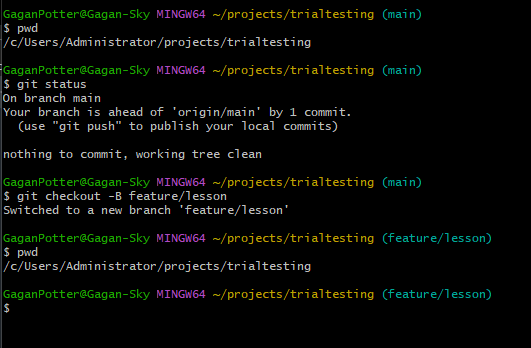 GaganPotter@Gagan-Sky MINGW64 ~/projects/trialtesting (main)
$ pwd
/c/Users/Administrator/projects/trialtesting
GaganPotter@Gagan-Sky MINGW64 ~/projects/trialtesting (main)
$ git status
On branch main
Your branch is ahead of 'origin/main' by 1 commit.
  (use "git push" to publish your local commits)
nothing to commit, working tree clean
GaganPotter@Gagan-Sky MINGW64 ~/projects/trialtesting (main)
$ git checkout -B feature/lesson
Switched to a new branch 'feature/lesson'
GaganPotter@Gagan-Sky MINGW64 ~/projects/trialtesting (feature/lesson)
$ pwd
/c/Users/Administrator/projects/trialtesting
GaganPotter@Gagan-Sky MINGW64 ~/projects/trialtesting (feature/lesson)
$